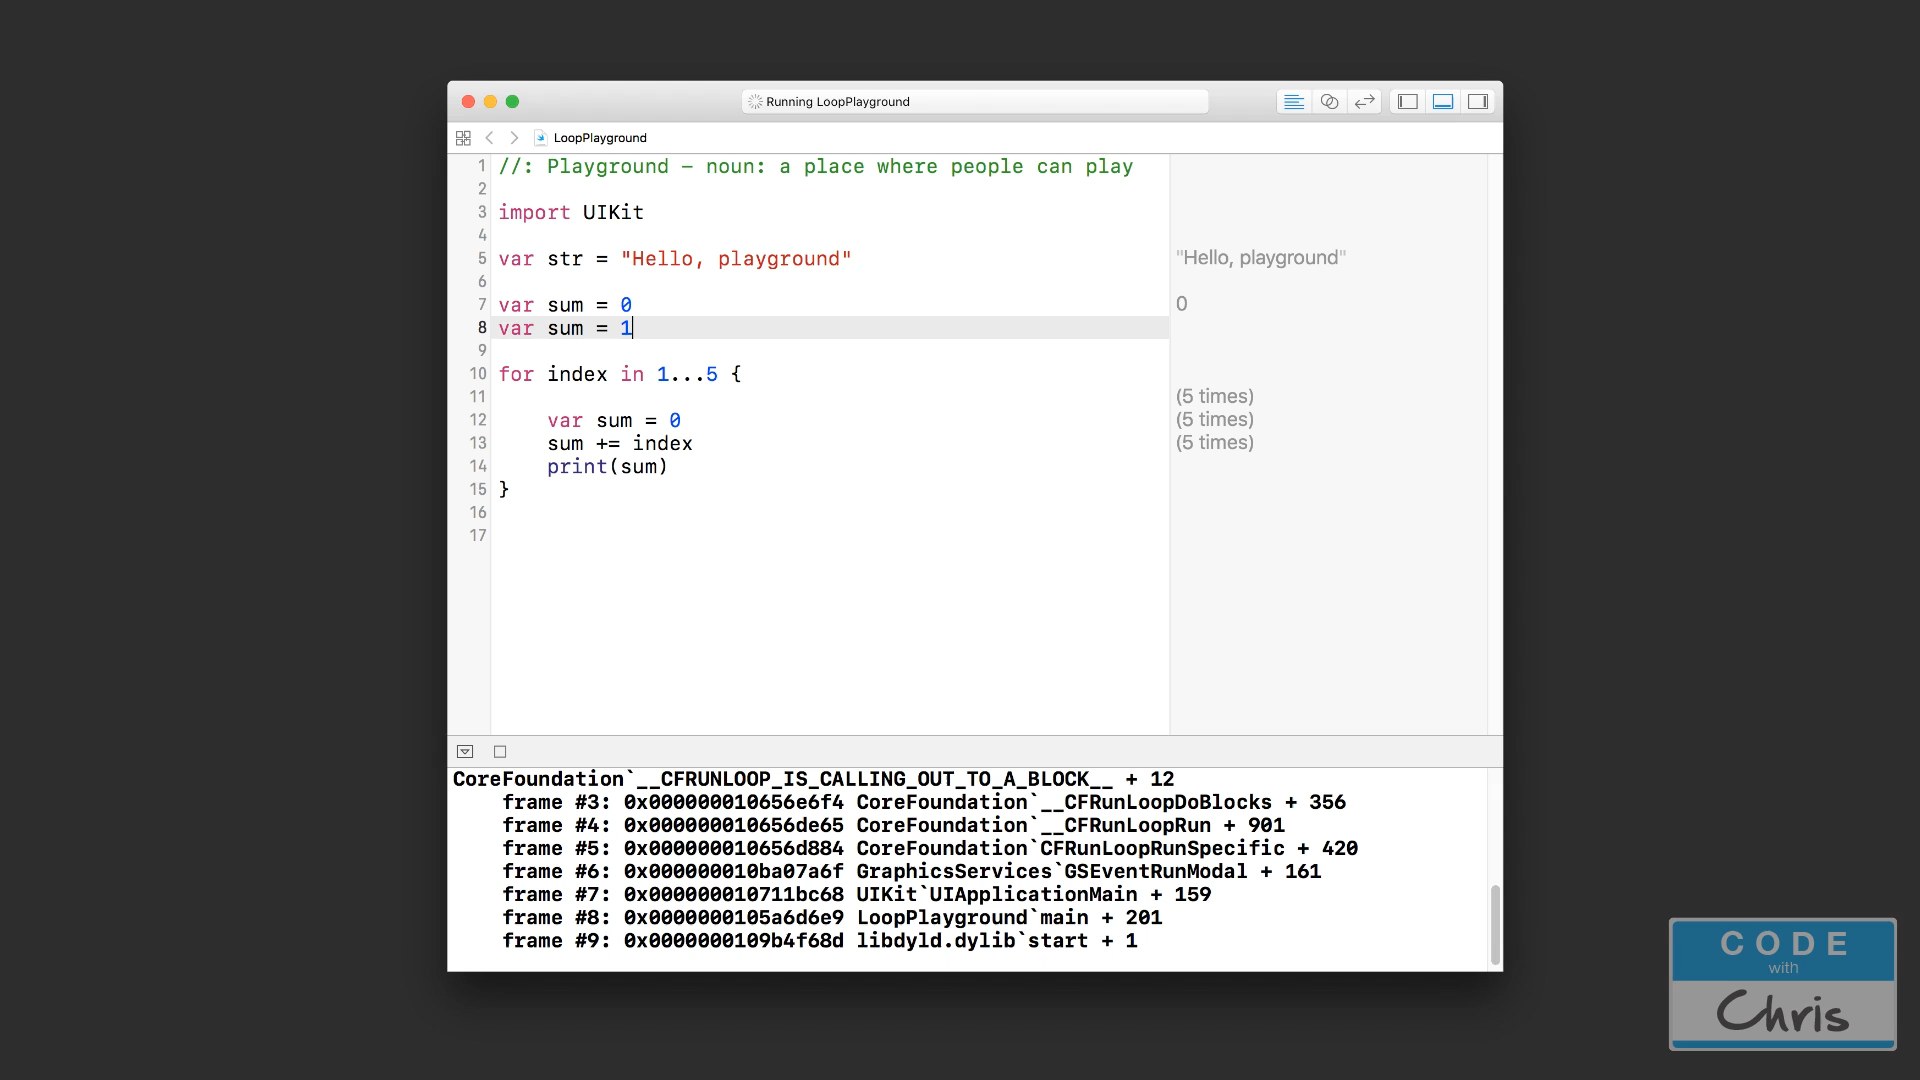 Running LoopPlayground
LoopPlayground
1 //: Playground – noun: a place where people can play
2
3 import UIKit
4
5 var str = "Hello, playground"
"Hello, playground"
6
7 var sum = 0
0
8 var sum = 1
9
10 for index in 1...5 {
11
(5 times)
12 var sum = 0
(5 times)
13 sum += index
(5 times)
14 print(sum)
15 }
16
17
CoreFoundation`__CFRUNLOOP_IS_CALLING_OUT_TO_A_BLOCK__ + 12
frame #3: 0x000000010656e6f4 CoreFoundation`__CFRunLoopDoBlocks + 356
frame #4: 0x000000010656de65 CoreFoundation`__CFRunLoopRun + 901
frame #5: 0x000000010656d884 CoreFoundation`CFRunLoopRunSpecific + 420
frame #6: 0x000000010ba07a6f GraphicsServices`GSEventRunModal + 161
frame #7: 0x000000010711bc68 UIKit`UIApplicationMain + 159
frame #8: 0x0000000105a6d6e9 LoopPlayground`main + 201
frame #9: 0x0000000109b4f68d libdyld.dylib`start + 1
CODE
with
Chris